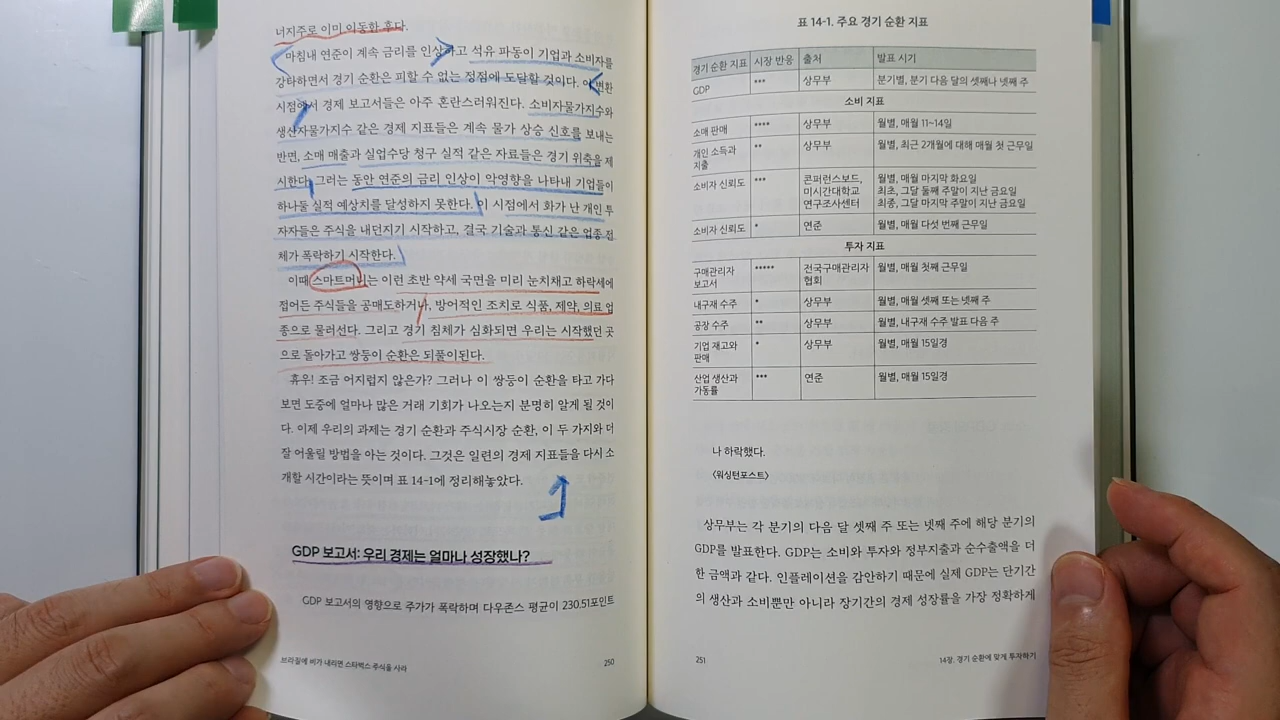 너지주로 이미 이동한 후다.
마침내 연준이 계속 금리를 인상하고 석유 파동이 기업과 소비자를
강타하면서 경기 순환은 피할 수 없는 정점에 도달할 것이다. 이 변환
시점에서 경제 보고서들은 아주 혼란스러워진다. 소비자물가지수와
생산자물가지수 같은 경제 지표들은 계속 물가 상승 신호를 보내는
반면, 소매 매출과 실업수당 청구 실적 같은 자료들은 경기 위축을 제
시한다. 그러는 동안 연준의 금리 인상이 악영향을 나타내 기업들이
하나둘 실적 예상치를 달성하지 못한다. 이 시점에서 화가 난 개인 투
자자들은 주식을 내던지기 시작하고, 결국 기술과 통신 같은 업종 전
체가 폭락하기 시작한다.
이때 스마트머니는 이런 초반 약세 국면을 미리 눈치채고 하락세에
접어든 주식들을 공매도하거나, 방어적인 조치로 식품, 제약, 의료 업
종으로 물러선다. 그리고 경기 침체가 심화되면 우리는 시작했던 곳
으로 돌아가고 쌍둥이 순환은 되풀이된다.
휴우! 조금 어지럽지 않은가? 그러나 이 쌍둥이 순환을 타고 가다
보면 도중에 얼마나 많은 거래 기회가 나오는지 분명히 알게 될 것이
다. 이제 우리의 과제는 경기 순환과 주식시장 순환, 이 두 가지와 더
잘 어울릴 방법을 아는 것이다. 그것은 일련의 경제 지표들을 다시 소
개할 시간이라는 뜻이며 표 14-1에 정리해놓았다.
GDP 보고서: 우리 경제는 얼마나 성장했나?
GDP 보고서의 영향으로 주가가 폭락하며 다우존스 평균이 230.51포인트
브라질에 비가 내리면 스타벅스 주식을 사라
250
표 14-1. 주요 경기 순환 지표
경기 순환 지표 시장 반응 출처 발표 시기
GDP *** 상무부 분기별, 분기 다음 달의 셋째나 넷째 주
소비 지표
소매 판매 **** 상무부 월별, 매월 11~14일
개인 소득과 ** 상무부 월별, 최근 2개월에 대해 매월 첫 근무일
지출
소비자 신뢰도 *** 콘퍼런스보드, 월별, 매월 마지막 화요일
미시간대학교 최초, 그달 둘째 주말이 지난 금요일
연구조사센터 최종, 그달 마지막 주말이 지난 금요일
소비자 신뢰도 * 연준 월별, 매월 다섯 번째 근무일
투자 지표
구매관리자 ***** 전국구매관리자 월별, 매월 첫째 근무일
보고서 협회
내구재 수주 * 상무부 월별, 매월 셋째 또는 넷째 주
공장 수주 ** 상무부 월별, 내구재 수주 발표 다음 주
기업 재고와 * 상무부 월별, 매월 15일경
판매
산업 생산과 *** 연준 월별, 매월 15일경
가동률
나 하락했다.
〈워싱턴포스트〉
상무부는 각 분기의 다음 달 셋째 주 또는 넷째 주에 해당 분기의
GDP를 발표한다. GDP는 소비와 투자와 정부지출과 순수출액을 더
한 금액과 같다. 인플레이션을 감안하기 때문에 실제 GDP는 단기간
의 생산과 소비뿐만 아니라 장기간의 경제 성장률을 가장 정확하게
251
14장. 경기 순환에 맞게 투자하기